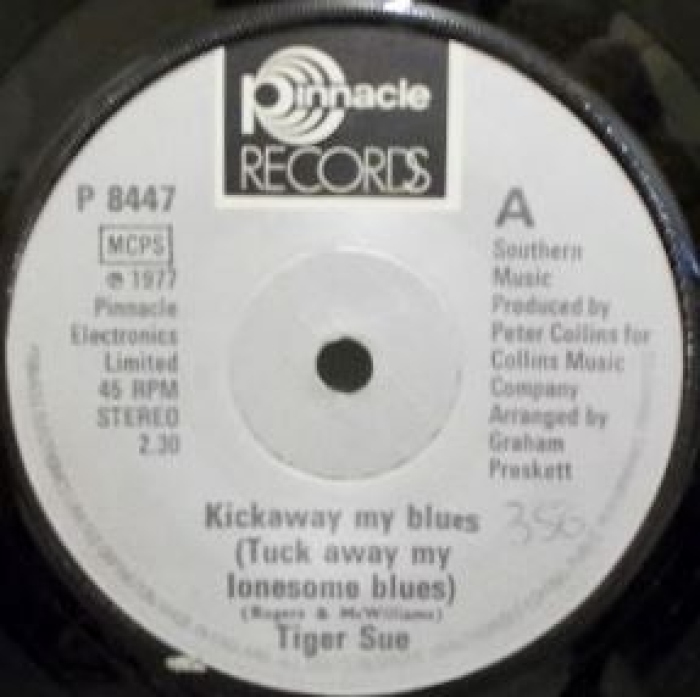 Pinnacle
RECORDS
P 8447
MCPS
℗ 1977
Pinnacle
Electronics
Limited
45 RPM
STEREO
2.30
A
Southern
Music
Produced by
Peter Collins for
Collins Music
Company
Arranged by
Graham
Preskett
Kickaway my blues
(Tuck away my
lonesome blues)
(Rogers & McWilliams)
Tiger Sue
350